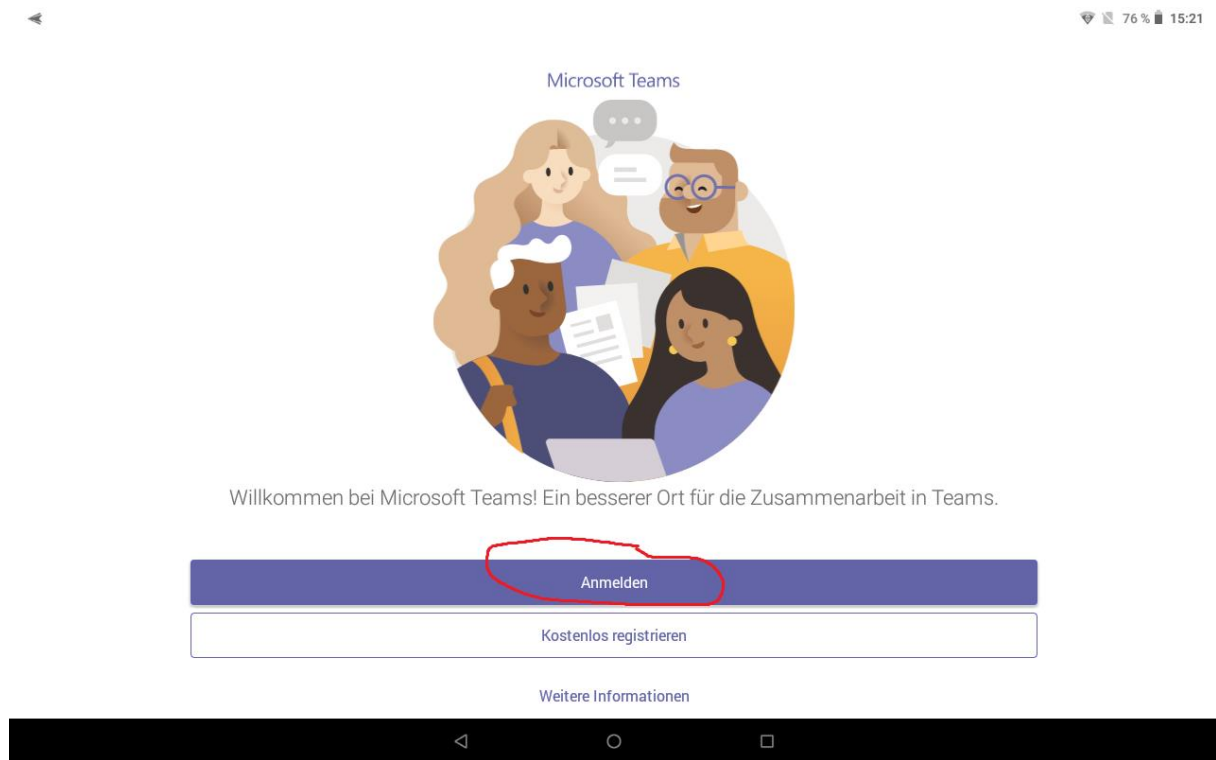 76 % 15:21
Microsoft Teams
Willkommen bei Microsoft Teams! Ein besserer Ort für die Zusammenarbeit in Teams.
Anmelden
Kostenlos registrieren
Weitere Informationen